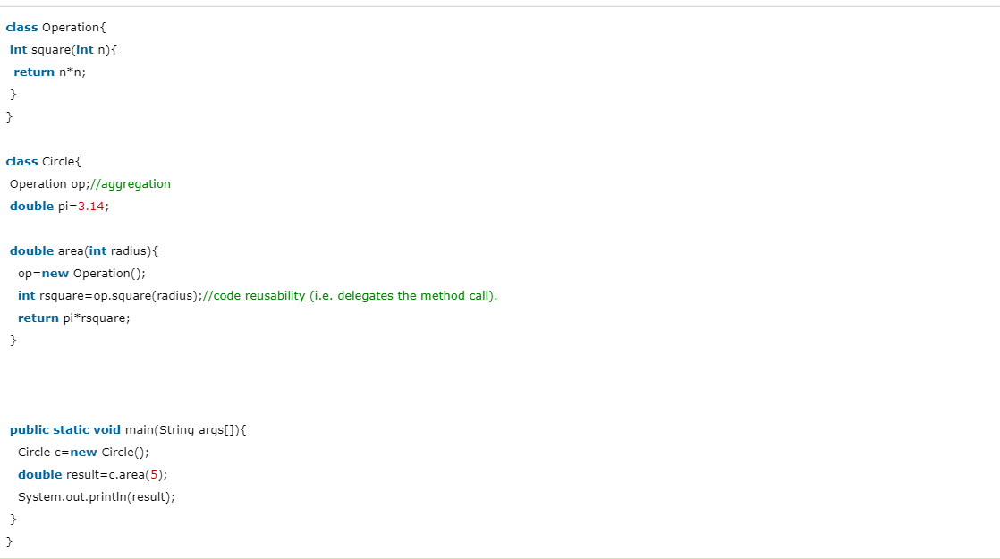 class Operation{
int square(int n){
return n*n;
}
}
class Circle{
Operation op;//aggregation
double pi=3.14;
double area(int radius){
op=new Operation();
int rsquare=op.square(radius);//code reusability (i.e. delegates the method call).
return pi*rsquare;
}
public static void main(String args[]){
Circle c=new Circle();
double result=c.area(5);
System.out.println(result);
}
}